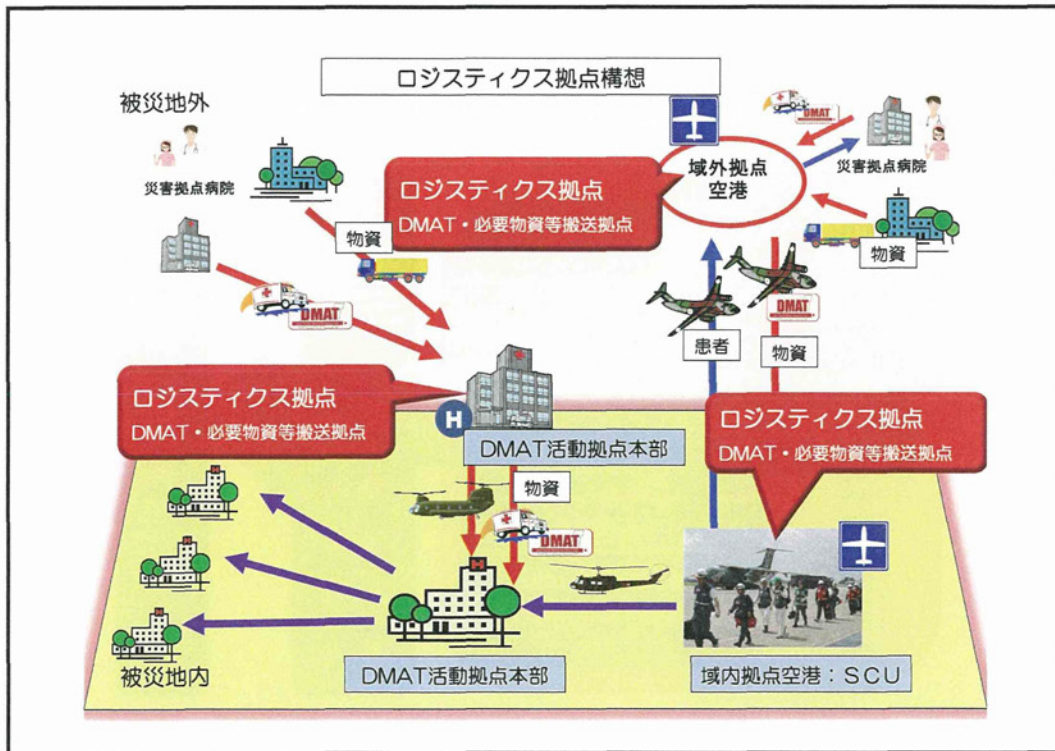 ロジスティクス拠点構想
被災地外
災害拠点病院
物資
DMAT
ロジスティクス拠点
DMAT・必要物資等搬送拠点
域外拠点
空港
DMAT
災害拠点病院
物資
患者
DMAT
物資
ロジスティクス拠点
DMAT・必要物資等搬送拠点
H
DMAT活動拠点本部
物資
DMAT
ロジスティクス拠点
DMAT・必要物資等搬送拠点
H
H
H
H
被災地内
DMAT活動拠点本部
域内拠点空港：ＳＣＵ